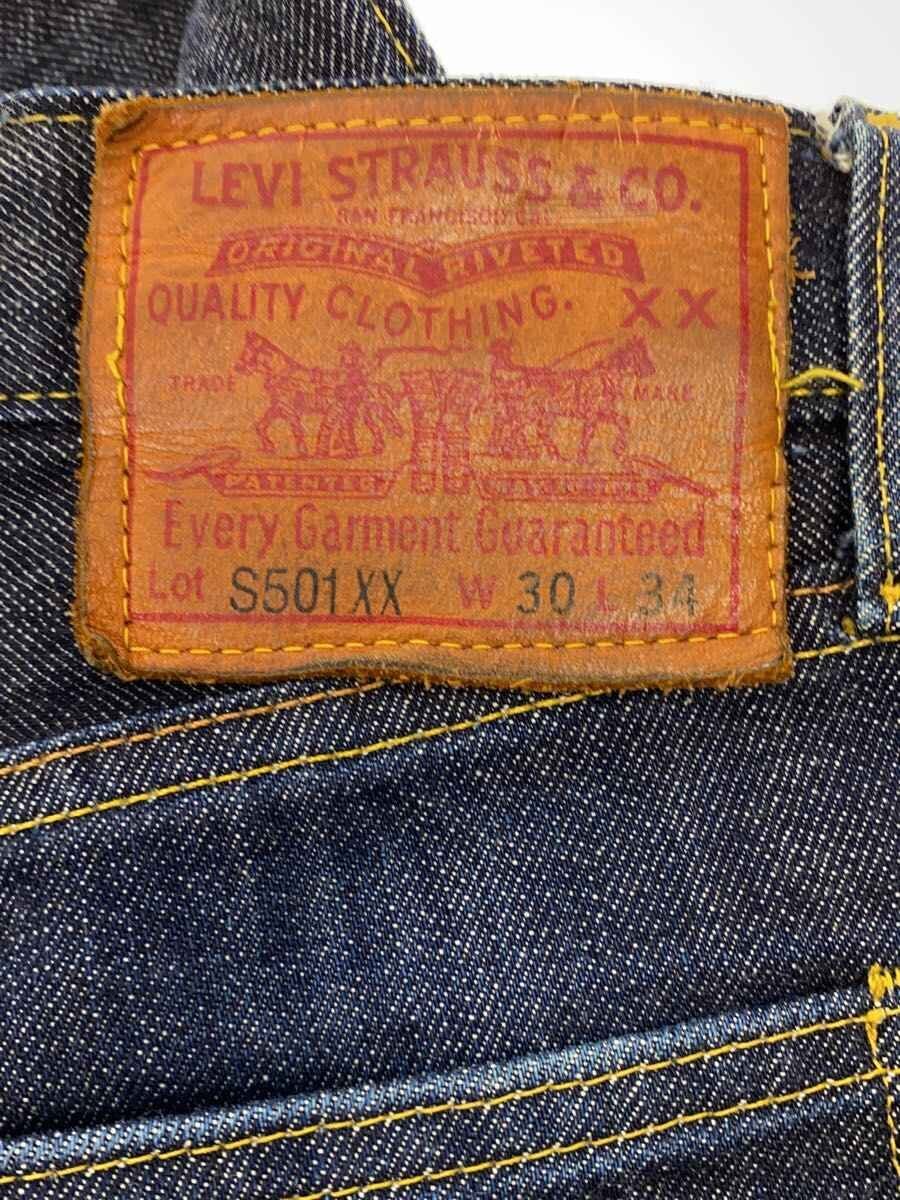 LEVI STRAUSS & CO.
SAN FRANCISCO CAL.
ORIGINAL RIVETED
QUALITY CLOTHING. XX
TRADE MARK
PATENTED
Every Garment Guaranteed
Lot S501XX W 30 L 34